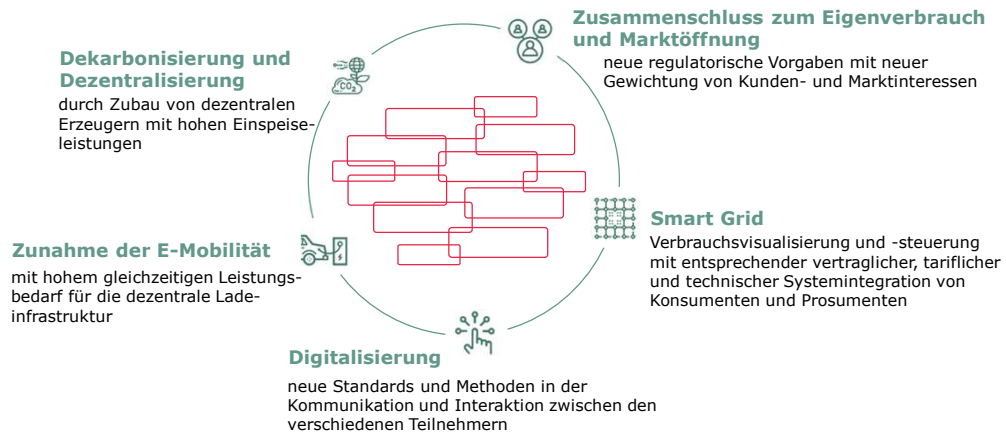 Zusammenschluss zum Eigenverbrauch
und Marktöffnung
neue regulatorische Vorgaben mit neuer
Gewichtung von Kunden- und Marktinteressen
Dekarbonisierung und
Dezentralisierung
durch Zubau von dezentralen
Erzeugern mit hohen Einspeise-
leistungen
CO2
Smart Grid
Verbrauchsvisualisierung und -steuerung
mit entsprechender vertraglicher, tariflicher
und technischer Systemintegration von
Konsumenten und Prosumenten
Zunahme der E-Mobilität
mit hohem gleichzeitigen Leistungs-
bedarf für die dezentrale Lade-
infrastruktur
Digitalisierung
neue Standards und Methoden in der
Kommunikation und Interaktion zwischen den
verschiedenen Teilnehmern